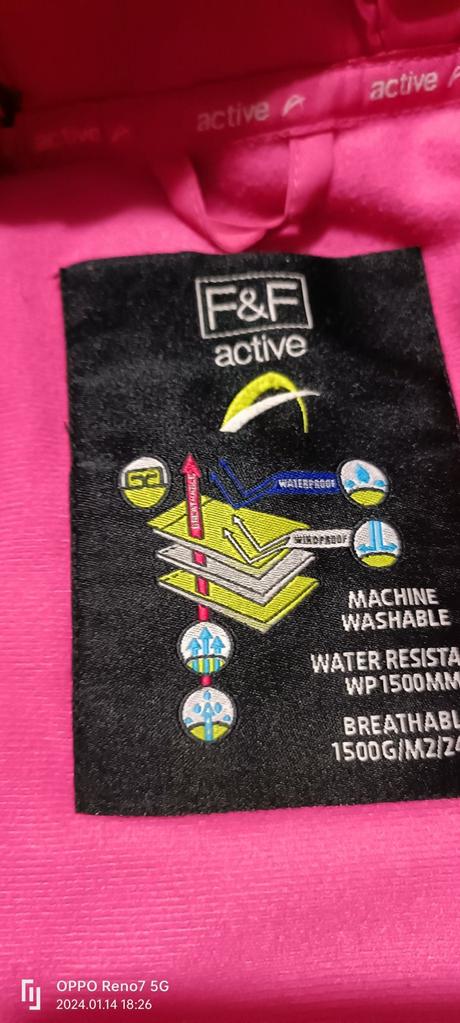 active
active
active
F&F
active
BREATHABLE
WATERPROOF
WINDPROOF
MACHINE
WASHABLE
WATER RESISTA
WP1500MM
BREATHABL
1500G/M2/24
OPPO Reno7 5G
2024.01.14 18:26